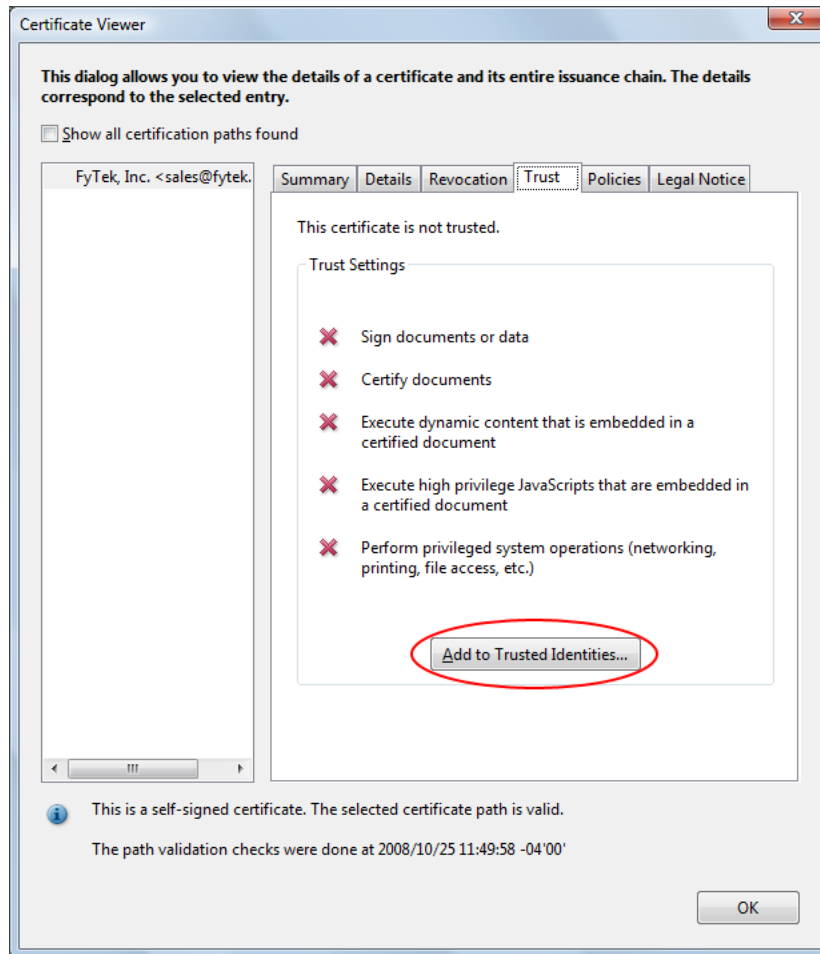 Certificate Viewer
This dialog allows you to view the details of a certificate and its entire issuance chain. The details
correspond to the selected entry.
Show all certification paths found
FyTek, Inc. <sales@fytek.
Summary Details Revocation Trust Policies Legal Notice
This certificate is not trusted.
Trust Settings
Sign documents or data
Certify documents
Execute dynamic content that is embedded in a
certified document
Execute high privilege JavaScripts that are embedded in
a certified document
Perform privileged system operations (networking,
printing, file access, etc.)
Add to Trusted Identities...
This is a self-signed certificate. The selected certificate path is valid.
The path validation checks were done at 2008/10/25 11:49:58 -04'00'
OK